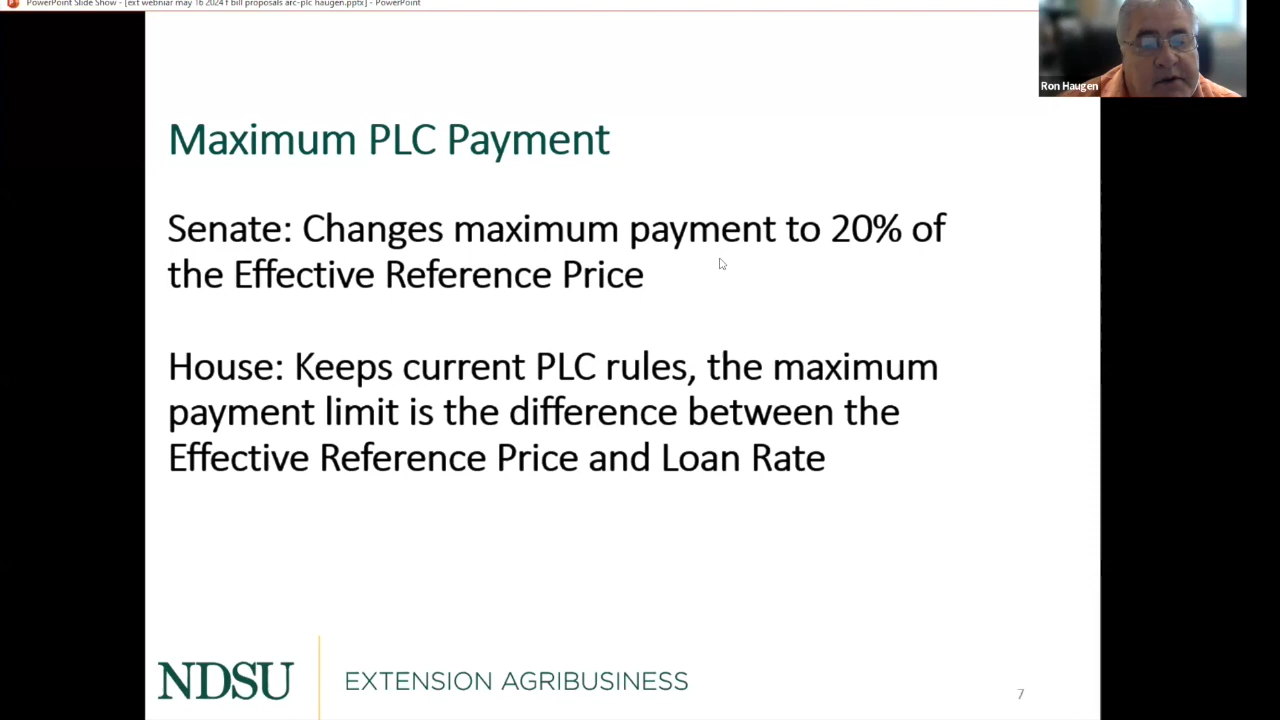 PowerPoint Slide Show - [ext webniar may 16 2024 f bill proposals arc-plc haugen.pptx] - PowerPoint
Ron Haugen
Maximum PLC Payment
Senate: Changes maximum payment to 20% of
the Effective Reference Price
House: Keeps current PLC rules, the maximum
payment limit is the difference between the
Effective Reference Price and Loan Rate
NDSU
EXTENSION AGRIBUSINESS
7